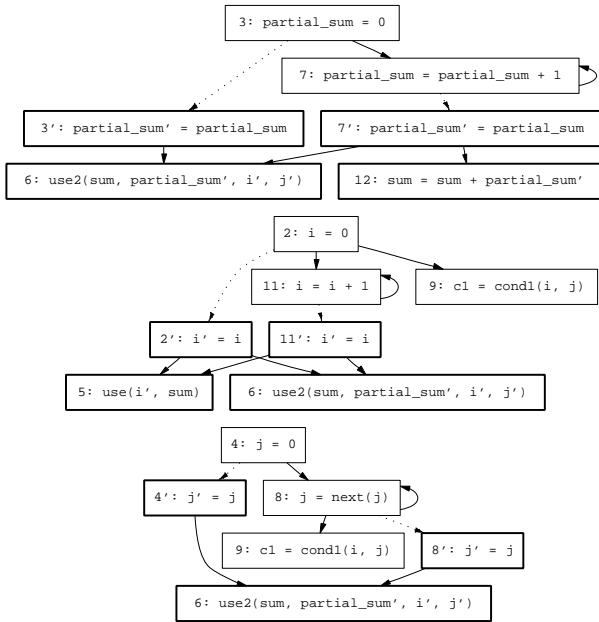 3: partial_sum = 0
7: partial_sum = partial_sum + 1
3': partial_sum' = partial_sum
7': partial_sum' = partial_sum
6: use2(sum, partial_sum', i', j')
12: sum = sum + partial_sum'
2: i = 0
11: i = i + 1
9: c1 = cond1(i, j)
2': i' = i
11': i' = i
5: use(i', sum)
6: use2(sum, partial_sum', i', j')
4: j = 0
4': j' = j
8: j = next(j)
9: c1 = cond1(i, j)
8': j' = j
6: use2(sum, partial_sum', i', j')